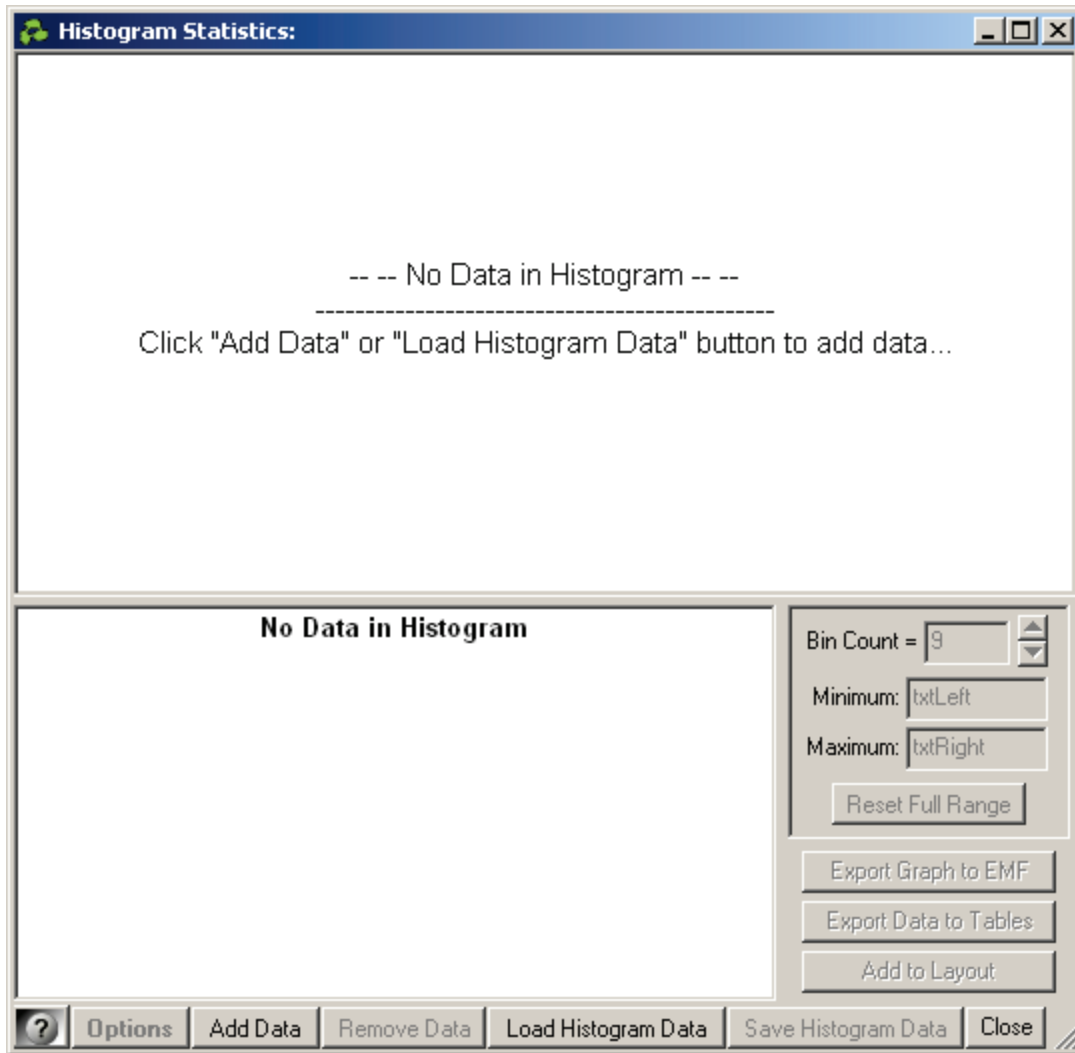 Histogram Statistics:
-- -- No Data in Histogram -- --
----------------------------------------------
Click "Add Data" or "Load Histogram Data" button to add data...
No Data in Histogram
Bin Count = 9
Minimum: txtLeft
Maximum: txtRight
Reset Full Range
Export Graph to EMF
Export Data to Tables
Add to Layout
? Options Add Data Remove Data Load Histogram Data Save Histogram Data Close